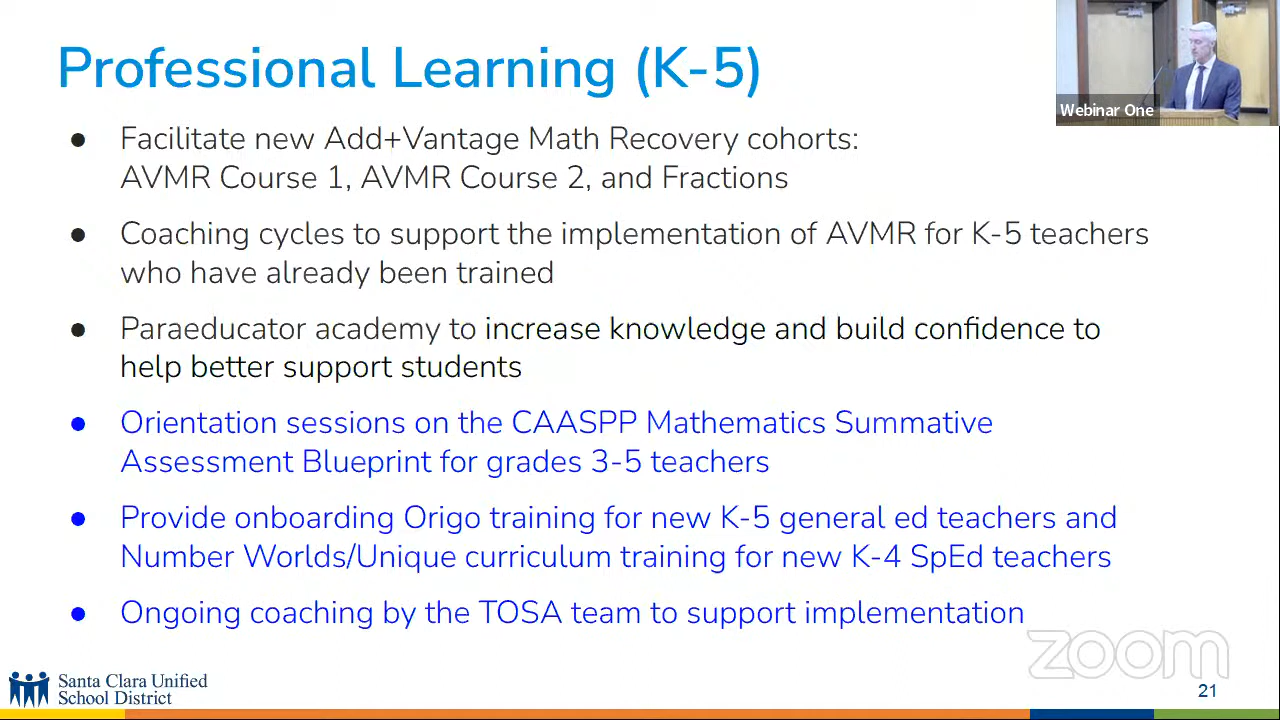 Professional Learning (K-5)
Webinar One
● Facilitate new Add+Vantage Math Recovery cohorts:
AVMR Course 1, AVMR Course 2, and Fractions
● Coaching cycles to support the implementation of AVMR for K-5 teachers
who have already been trained
● Paraeducator academy to increase knowledge and build confidence to
help better support students
● Orientation sessions on the CAASPP Mathematics Summative
Assessment Blueprint for grades 3-5 teachers
● Provide onboarding Origo training for new K-5 general ed teachers and
Number Worlds/Unique curriculum training for new K-4 SpEd teachers
● Ongoing coaching by the TOSA team to support implementation
zoom
Santa Clara Unified
School District
21